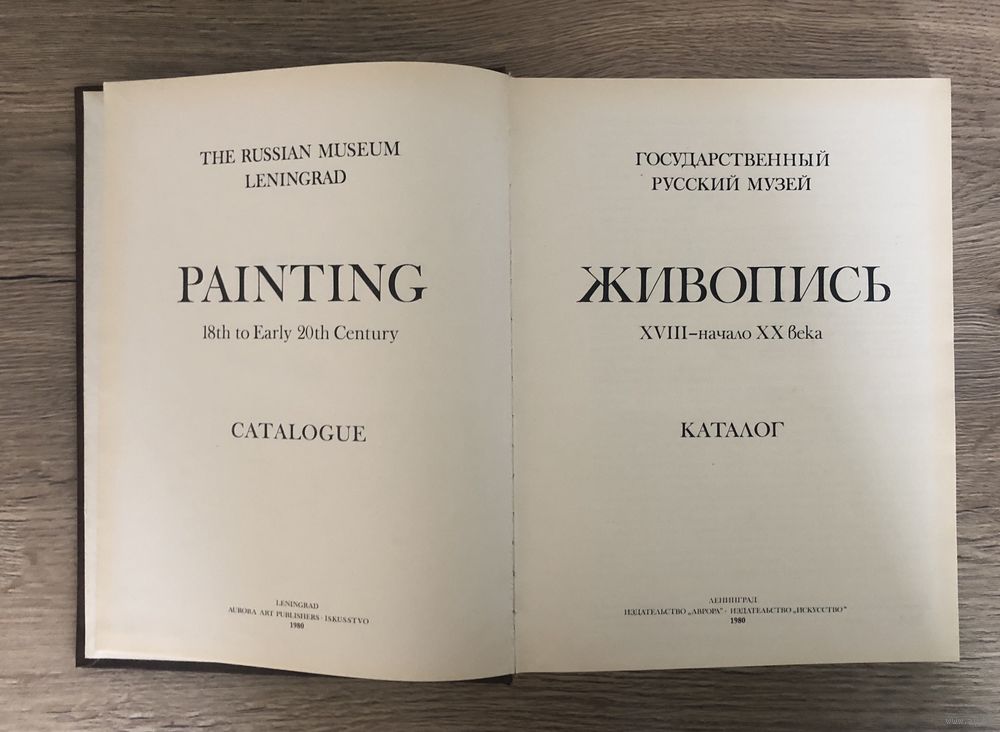 THE RUSSIAN MUSEUM
LENINGRAD
PAINTING
18th to Early 20th Century
CATALOGUE
LENINGRAD
AURORA ART PUBLISHERS · ISKUSSTVO
1980
ГОСУДАРСТВЕННЫЙ
РУССКИЙ МУЗЕЙ
ЖИВОПИСЬ
XVIII–начало XX века
КАТАЛОГ
ЛЕНИНГРАД
ИЗДАТЕЛЬСТВО „АВРОРА“ · ИЗДАТЕЛЬСТВО „ИСКУССТВО“
1980